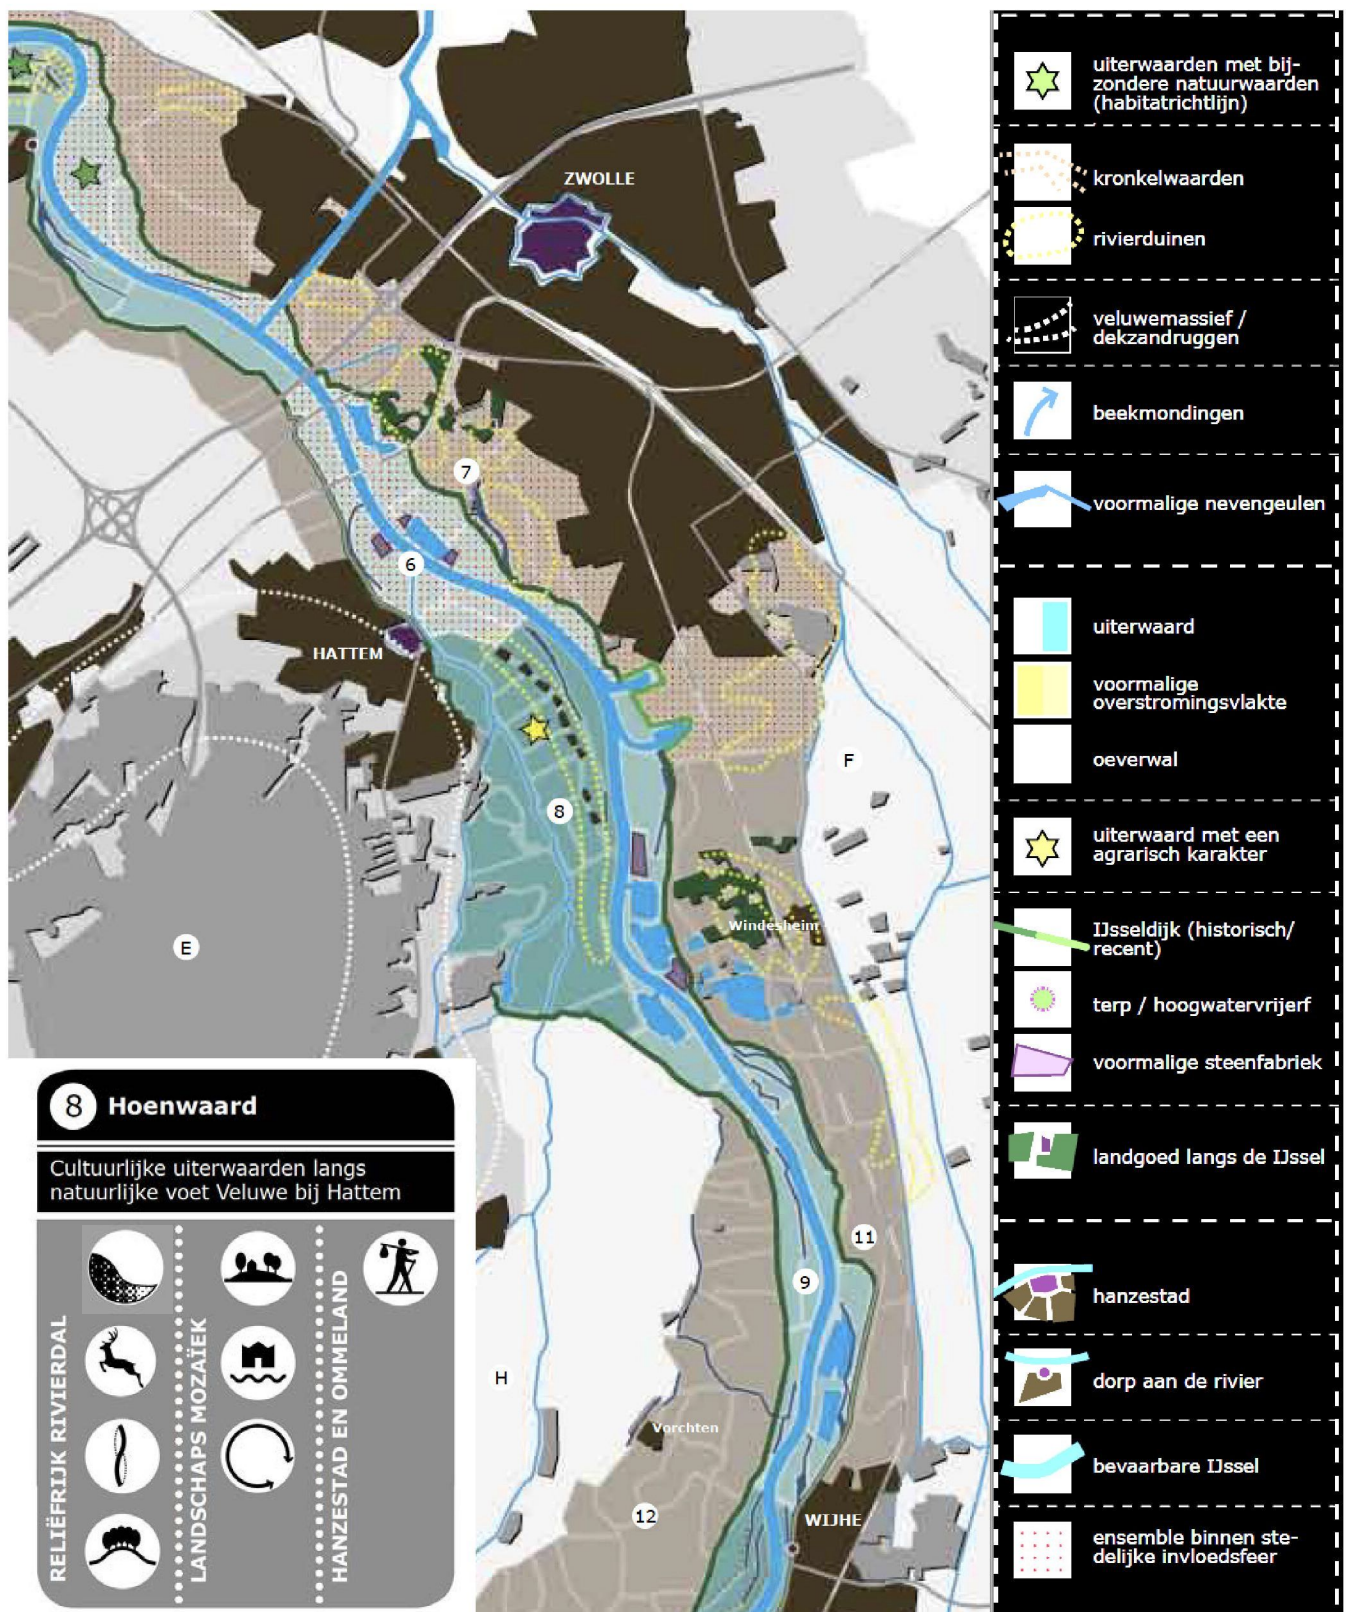 ZWOLLE
7
6
HATTEM
F
8
Windesheim
E
11
9
H
Vorchten
12
WIJHE
8 Hoenwaard
Cultuurlijke uiterwaarden langs
natuurlijke voet Veluwe bij Hattem
RELIËFRIJK RIVIERDAL
LANDSCHAPS MOZAÏEK
HANZESTAD EN OMMELAND
uiterwaarden met bij-
zondere natuurwaarden
(habitatrichtlijn)
kronkelwaarden
rivierduinen
veluwemassief /
dekzandruggen
beekmondingen
voormalige nevengeulen
uiterwaard
voormalige
overstromingsvlakte
oeverwal
uiterwaard met een
agrarisch karakter
IJsseldijk (historisch/
recent)
terp / hoogwatervrijerf
voormalige steenfabriek
landgoed langs de IJssel
hanzestad
dorp aan de rivier
bevaarbare IJssel
ensemble binnen ste-
delijke invloedsfeer